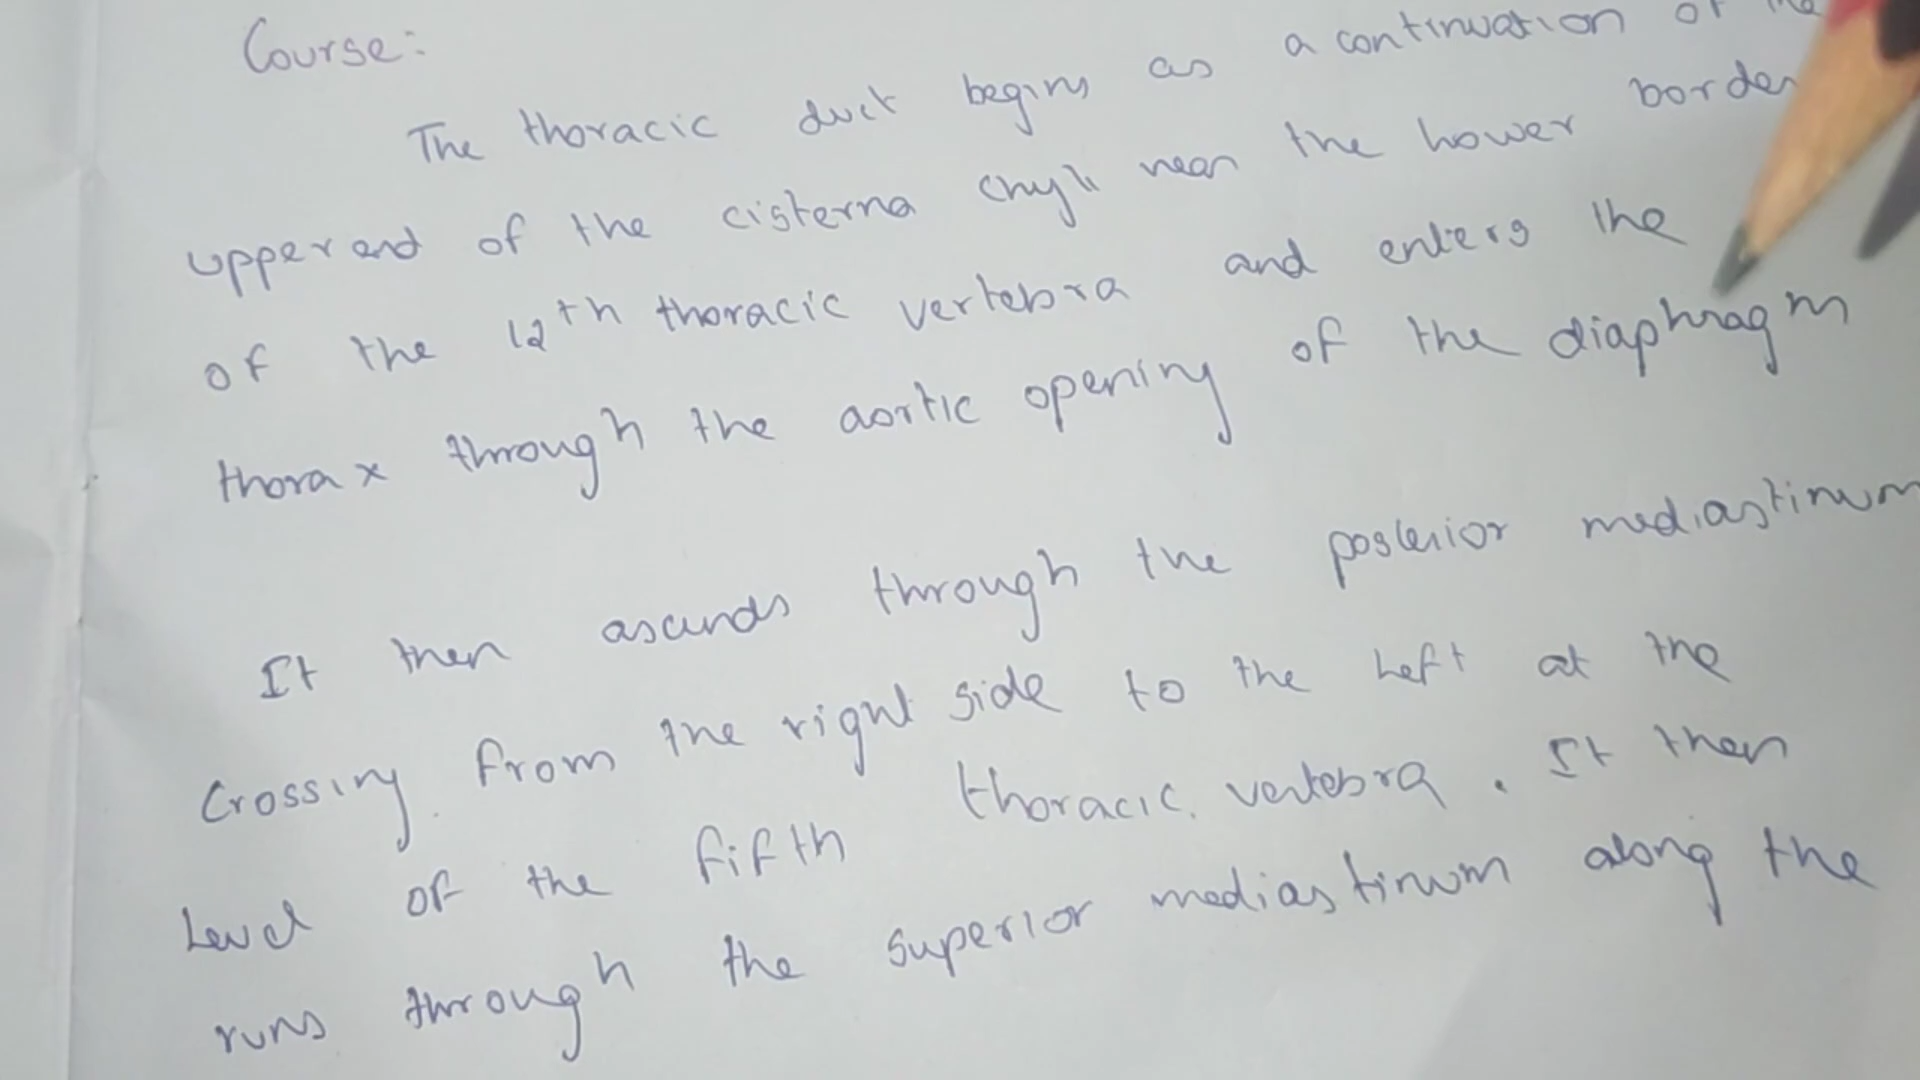 Course:
The thoracic duct begins as a continuation of the
upper end of the cisterna chyli near the lower border
of the 12th thoracic vertebra and enters the
thorax through the aortic opening of the diaphragm
It then ascends through the posterior mediastinum
Crossing from the right side to the left at the
level of the fifth thoracic vertebra. It then
runs through the superior mediastinum along the